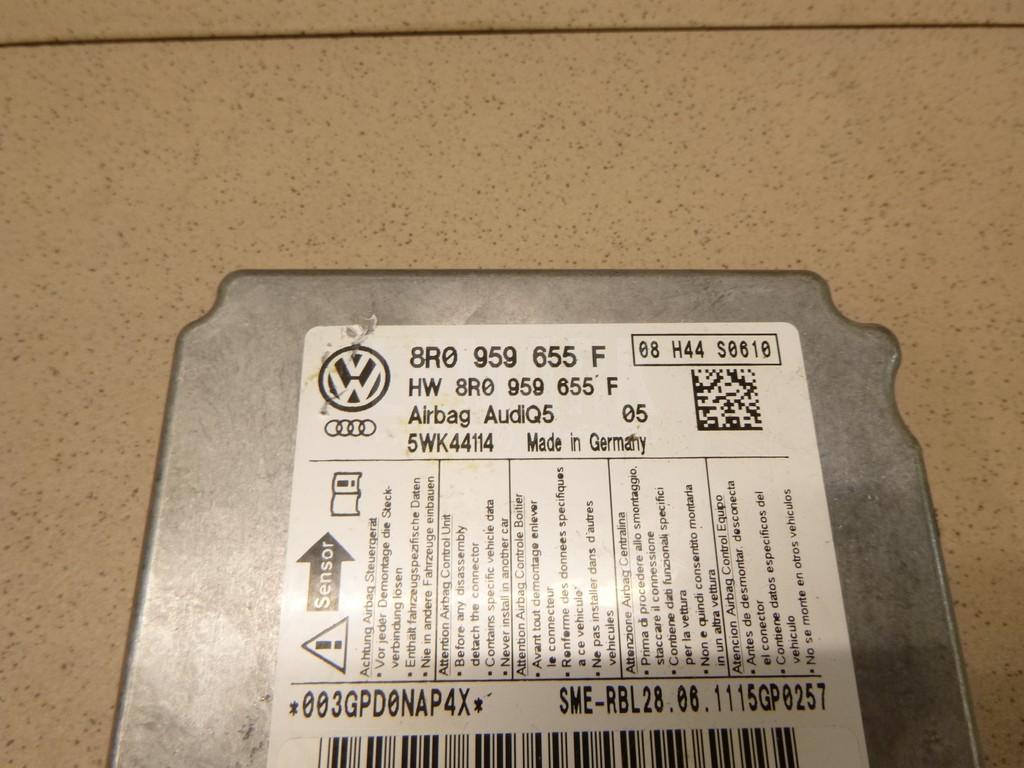 8R0 959 655 F
08 H44 S0610
HW 8R0 959 655 F
Airbag AudiQ5 05
5WK44114 Made in Germany
Sensor
Achtung Airbag Steuergerät
• Vor jeder Demontage die Steck-
verbindung lösen
• Enthält fahrzeugspezifische Daten
• Nie in andere Fahrzeuge einbauen
Attention Airbag Control Unit
• Before any disassembly
detach the connector
• Contains specific vehicle data
• Never install in another car
Attention Airbag Controle Boitier
• Avant tout demontage enlever
le connecteur
• Renferme des donnees specifiques
a ce vehicule
• Ne pas installer dans d'autres
vehicules
Attenzione Airbag Centralina
• Prima di procedere allo smontaggio.
staccare il connessione
• Contiene dati funzionali specifici
per la vettura
• Non e quindi consentito montarla
in un altra vettura
Atencion Airbag Control Equipo
• Antes de desmontar, desconecta
el conector
• Contiene datos especificos del
vehiculo
• No se monte en otros vehiculos
*003GPD0NAP4X* SME-RBL28.06.1115GP0257